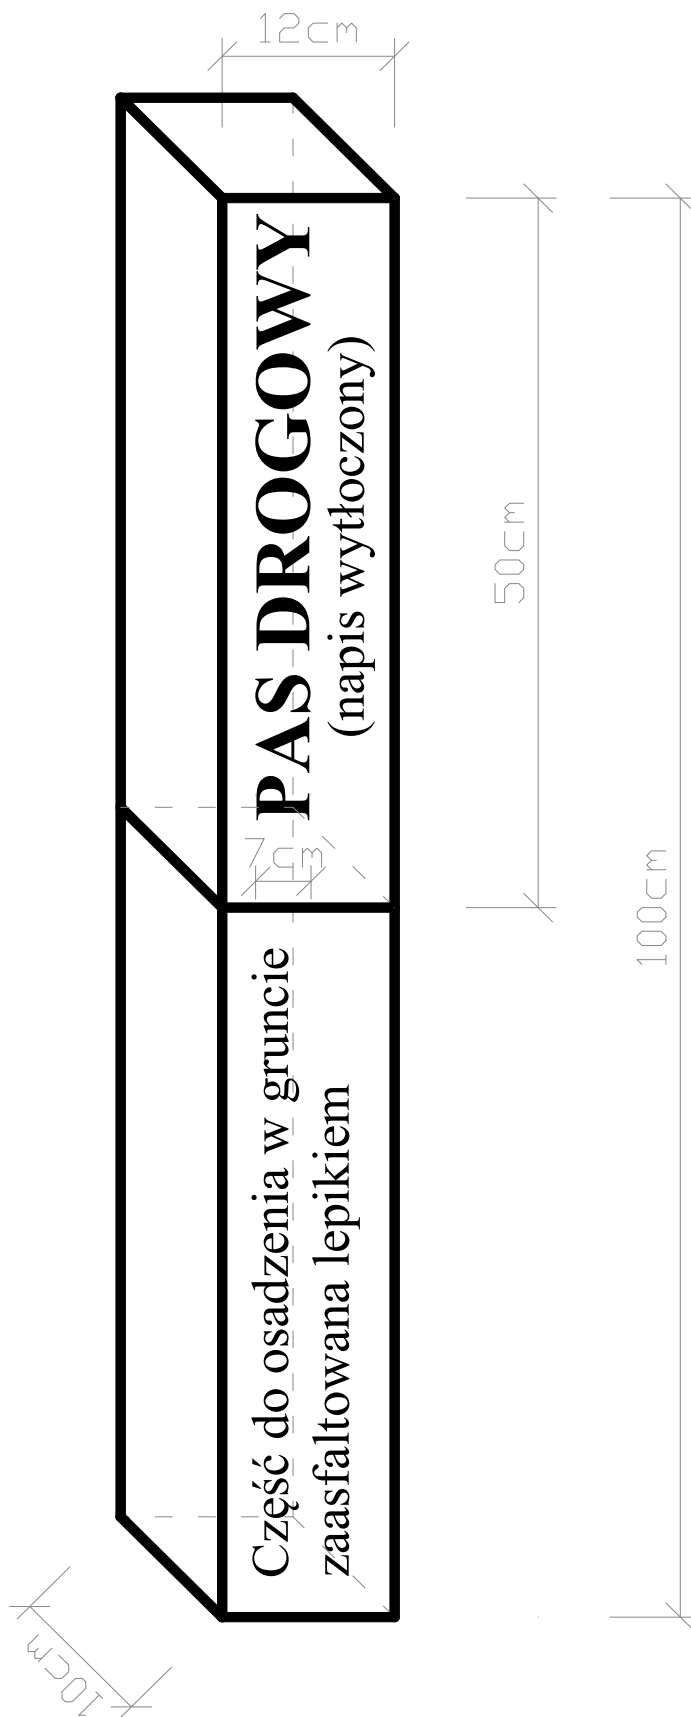 12cm
PAS DROGOWY
(napis wytłoczony)
50cm
100cm
7cm
Część do osadzenia w gruncie
zaasfaltowana lepikiem
10cm